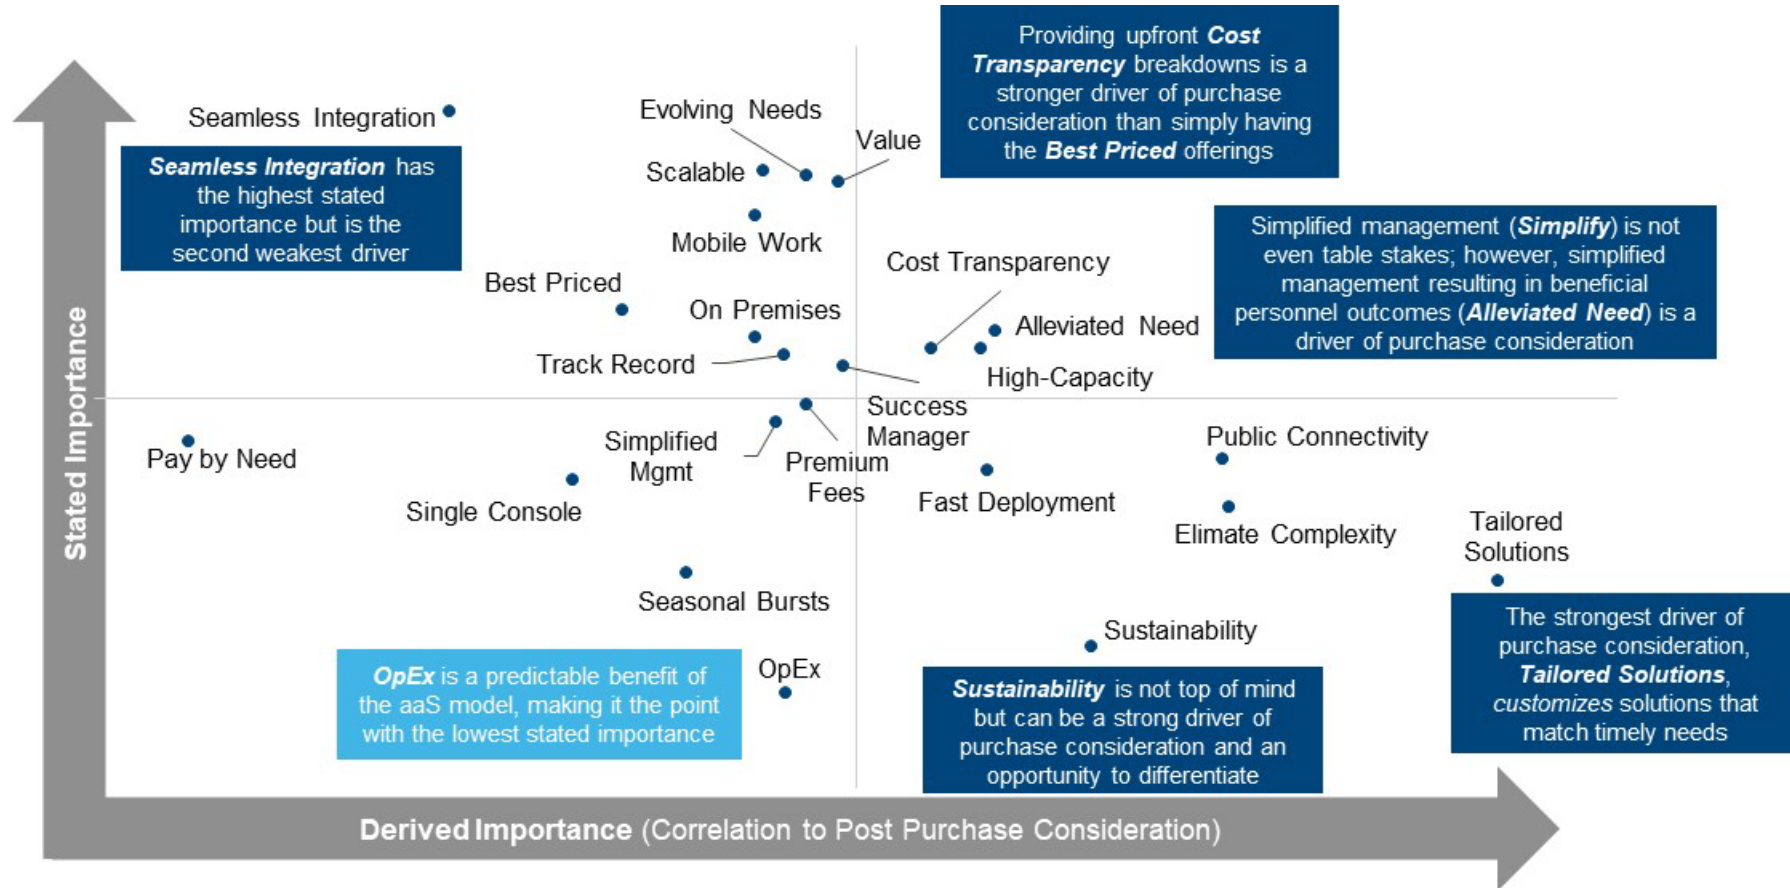 Providing upfront Cost
Transparency breakdowns is a
stronger driver of purchase
consideration than simply having
the Best Priced offerings
Seamless Integration
Evolving Needs
Value
Seamless Integration has
the highest stated
importance but is the
second weakest driver
Scalable
Mobile Work
Simplified management (Simplify) is not
even table stakes; however, simplified
management resulting in beneficial
personnel outcomes (Alleviated Need) is a
driver of purchase consideration
Cost Transparency
Best Priced
On Premises
Alleviated Need
Track Record
High-Capacity
Success
Manager
Stated Importance
Pay by Need
Simplified
Mgmt
Premium
Fees
Public Connectivity
Single Console
Fast Deployment
Elimate Complexity
Tailored
Solutions
Seasonal Bursts
Sustainability
The strongest driver of
purchase consideration,
Tailored Solutions,
customizes solutions that
match timely needs
OpEx
OpEx is a predictable benefit of
the aaS model, making it the point
with the lowest stated importance
Sustainability is not top of mind
but can be a strong driver of
purchase consideration and an
opportunity to differentiate
Derived Importance (Correlation to Post Purchase Consideration)